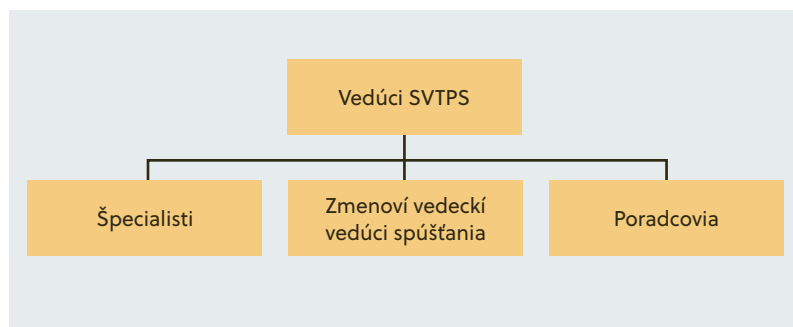 Vedúci SVTPS
Špecialisti
Zmenoví vedeckí
vedúci spúšťania
Poradcovia